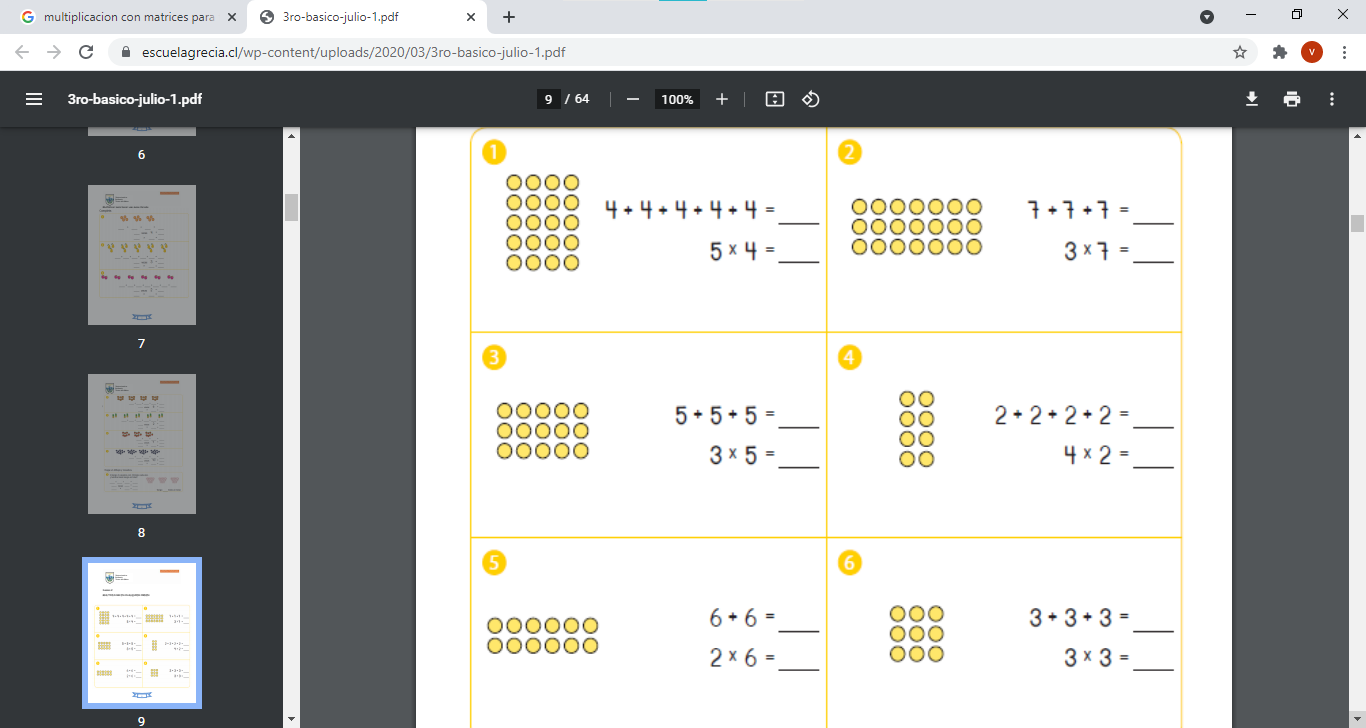 multiplicacion con matrices para
3ro-basico-julio-1.pdf
escuelagrecia.cl/wp-content/uploads/2020/03/3ro-basico-julio-1.pdf
V
3ro-basico-julio-1.pdf
9 / 64
100%
6
7
8
9
1
4 + 4 + 4 + 4 + 4 = ____
5 × 4 = ____
2
7 + 7 + 7 = ____
3 × 7 = ____
3
5 + 5 + 5 = ____
3 × 5 = ____
4
2 + 2 + 2 + 2 = ____
4 × 2 = ____
5
6 + 6 = ____
2 × 6 = ____
6
3 + 3 + 3 = ____
3 × 3 = ____